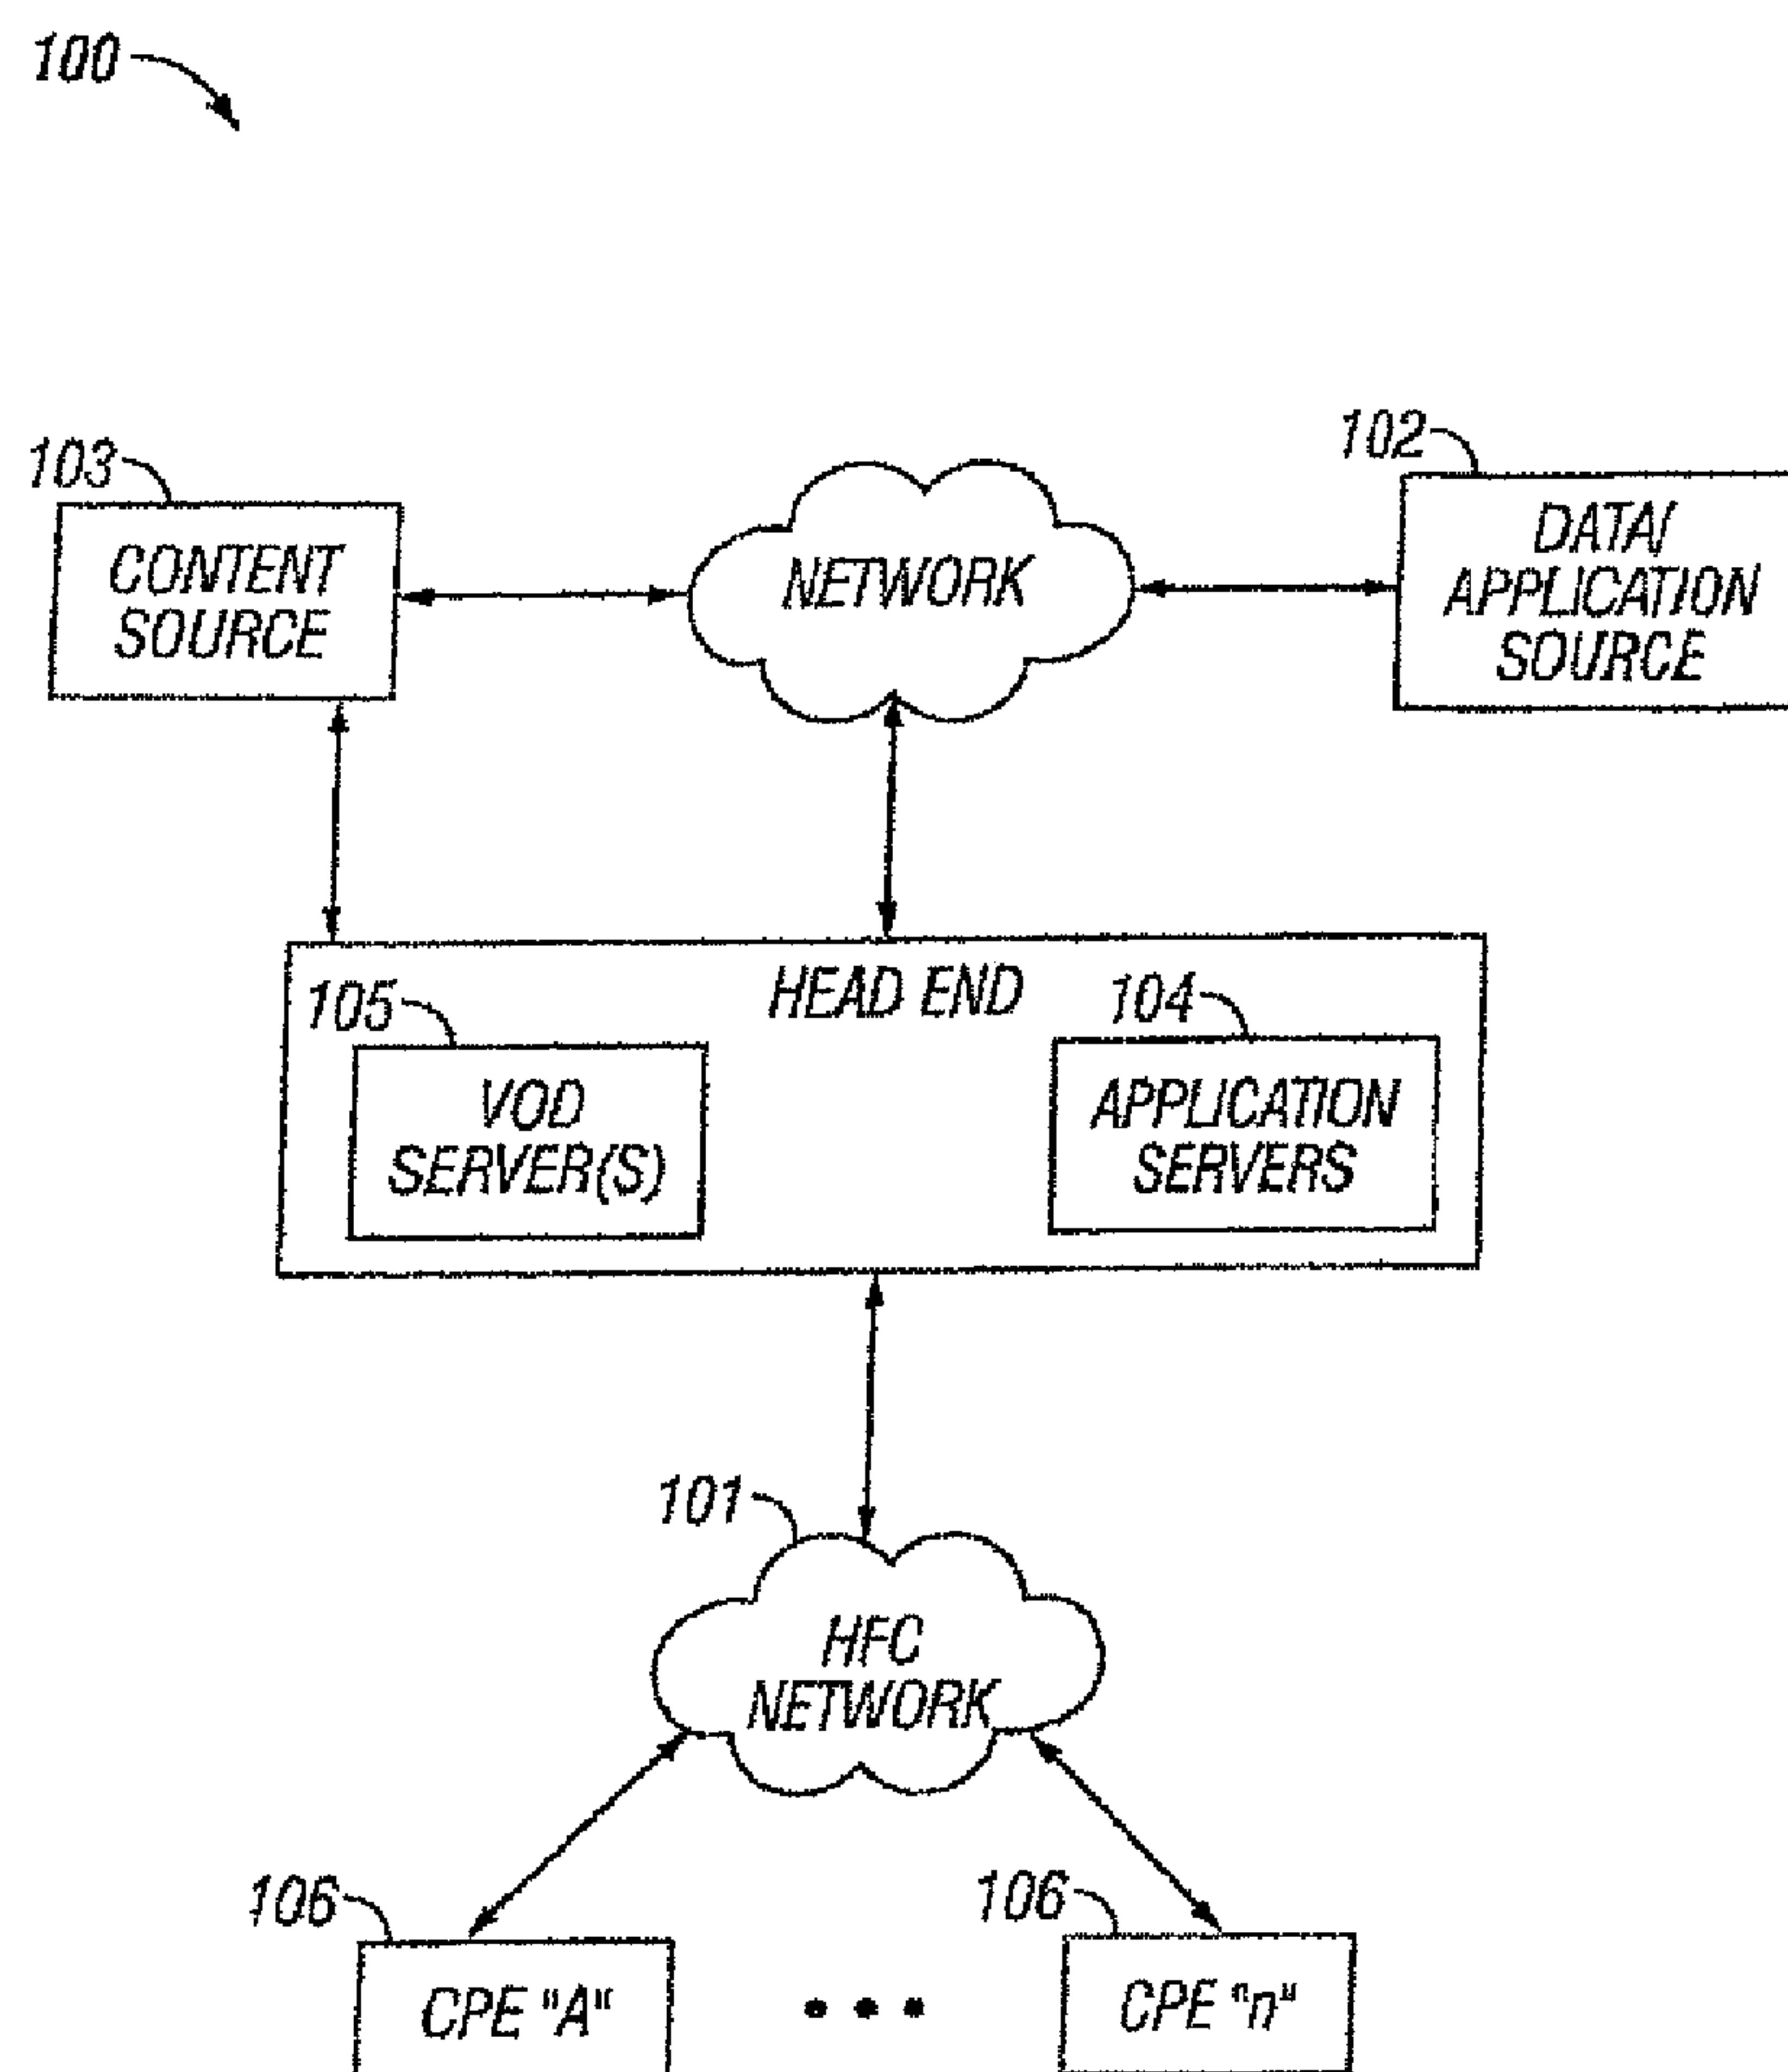 100
103
CONTENT
SOURCE
NETWORK
102
DATA/
APPLICATION
SOURCE
HEAD END
105
VOD
SERVER(S)
104
APPLICATION
SERVERS
101
HFC
NETWORK
106
CPE "A"
106
CPE "n"